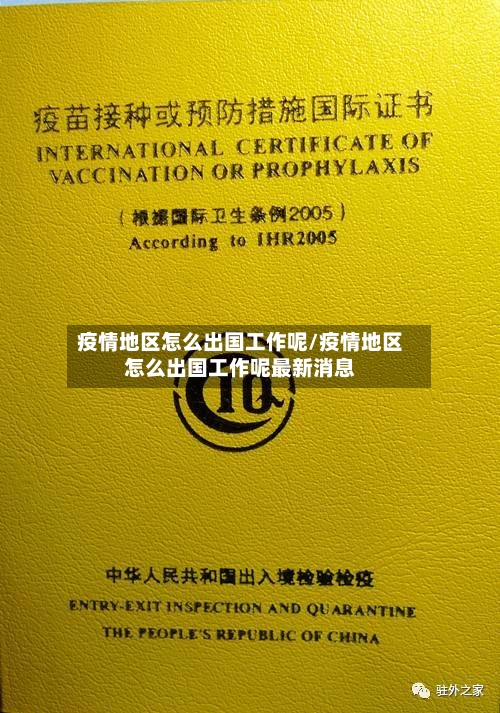 疫苗接种或预防措施国际证书
INTERNATIONAL CERTIFICATE OF
VACCINATION OR PROPHYLAXIS
（根据国际卫生条例2005）
According to IHR2005
疫情地区怎么出国工作呢/疫情地区
怎么出国工作呢最新消息
CIQ
中华人民共和国出入境检验检疫
ENTRY-EXIT INSPECTION AND QUARANTINE
THE PEOPLE'S REPUBLIC OF CHINA
驻外之家